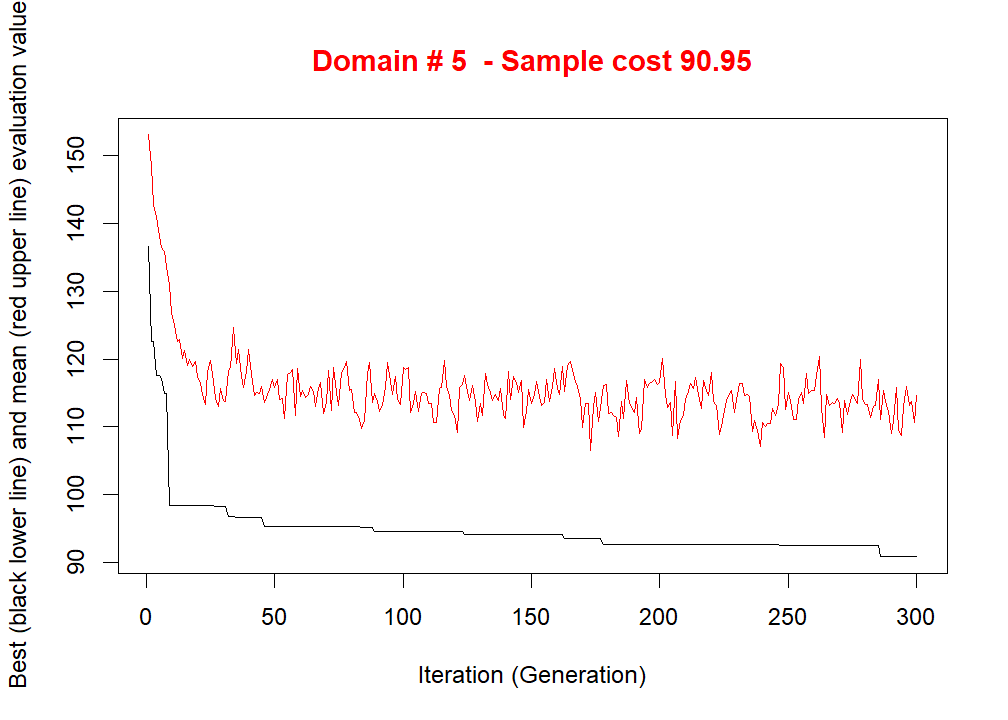 Domain # 5  - Sample cost 90.95
Best (black lower line) and mean (red upper line) evaluation value
150
140
130
120
110
100
90
0 50 100 150 200 250 300
Iteration (Generation)